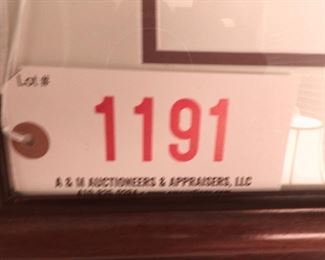 Lot #
1191
A & M AUCTIONEERS & APPRAISERS, LLC